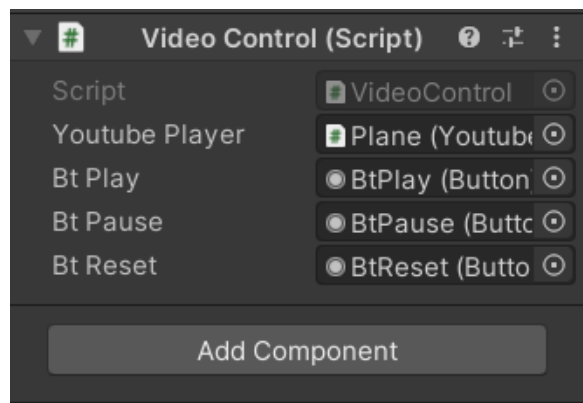 # Video Control (Script)
Script # VideoControl
Youtube Player # Plane (Youtube
Bt Play BtPlay (Button)
Bt Pause BtPause (Buttc
Bt Reset BtReset (Butto
Add Component